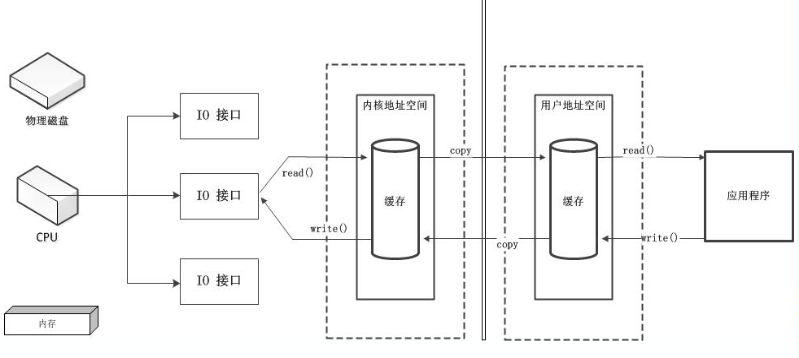 物理磁盘
CPU
内存
IO 接口
IO 接口
IO 接口
read()
write()
内核地址空间
缓存
copy
copy
用户地址空间
缓存
read()
write()
应用程序